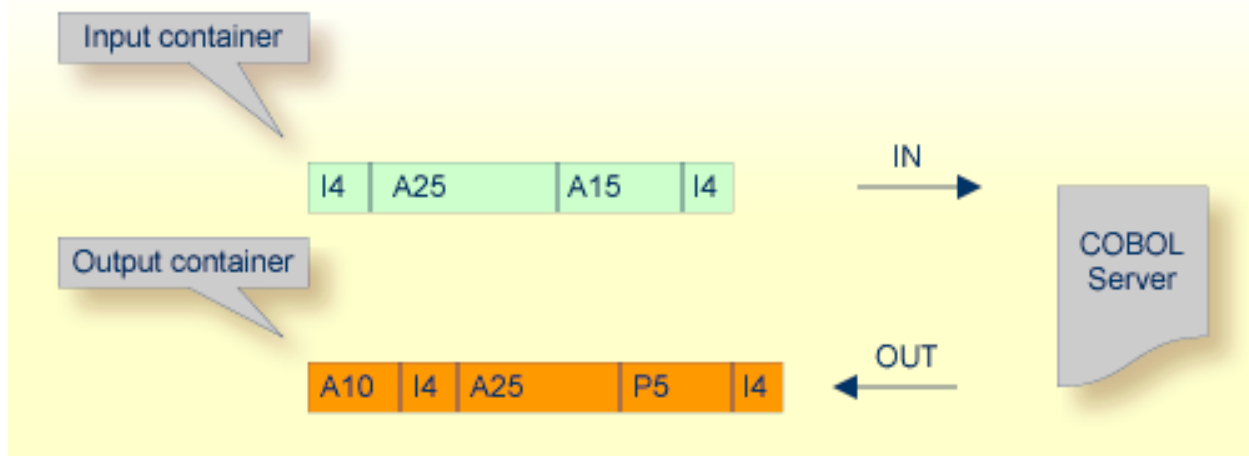 Input container
I4 A25 A15 I4
IN
COBOL
Server
Output container
A10 I4 A25 P5 I4
OUT